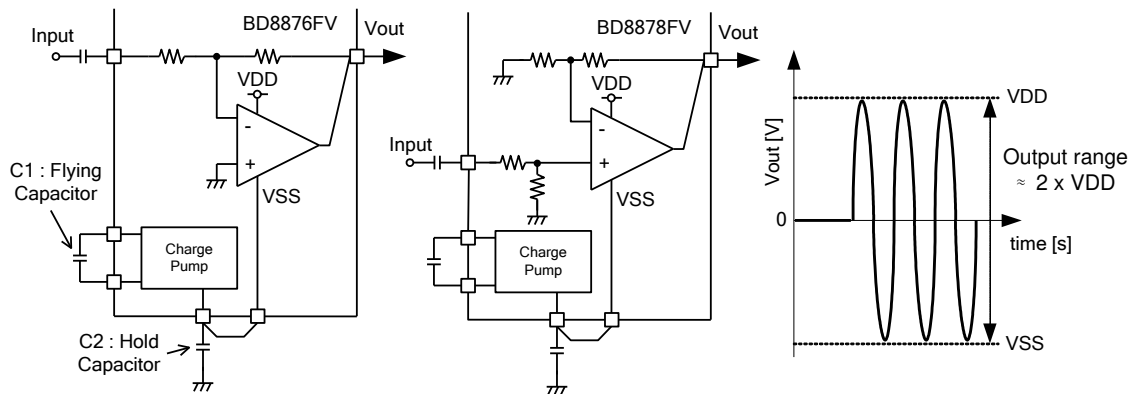 BD8876FV
Input
Vout
VDD
-
+
VSS
C1 : Flying
Capacitor
Charge
Pump
C2 : Hold
Capacitor
BD8878FV
Vout
VDD
-
Input
+
VSS
Charge
Pump
Vout [V]
VDD
Output range
≈ 2 x VDD
0
time [s]
VSS